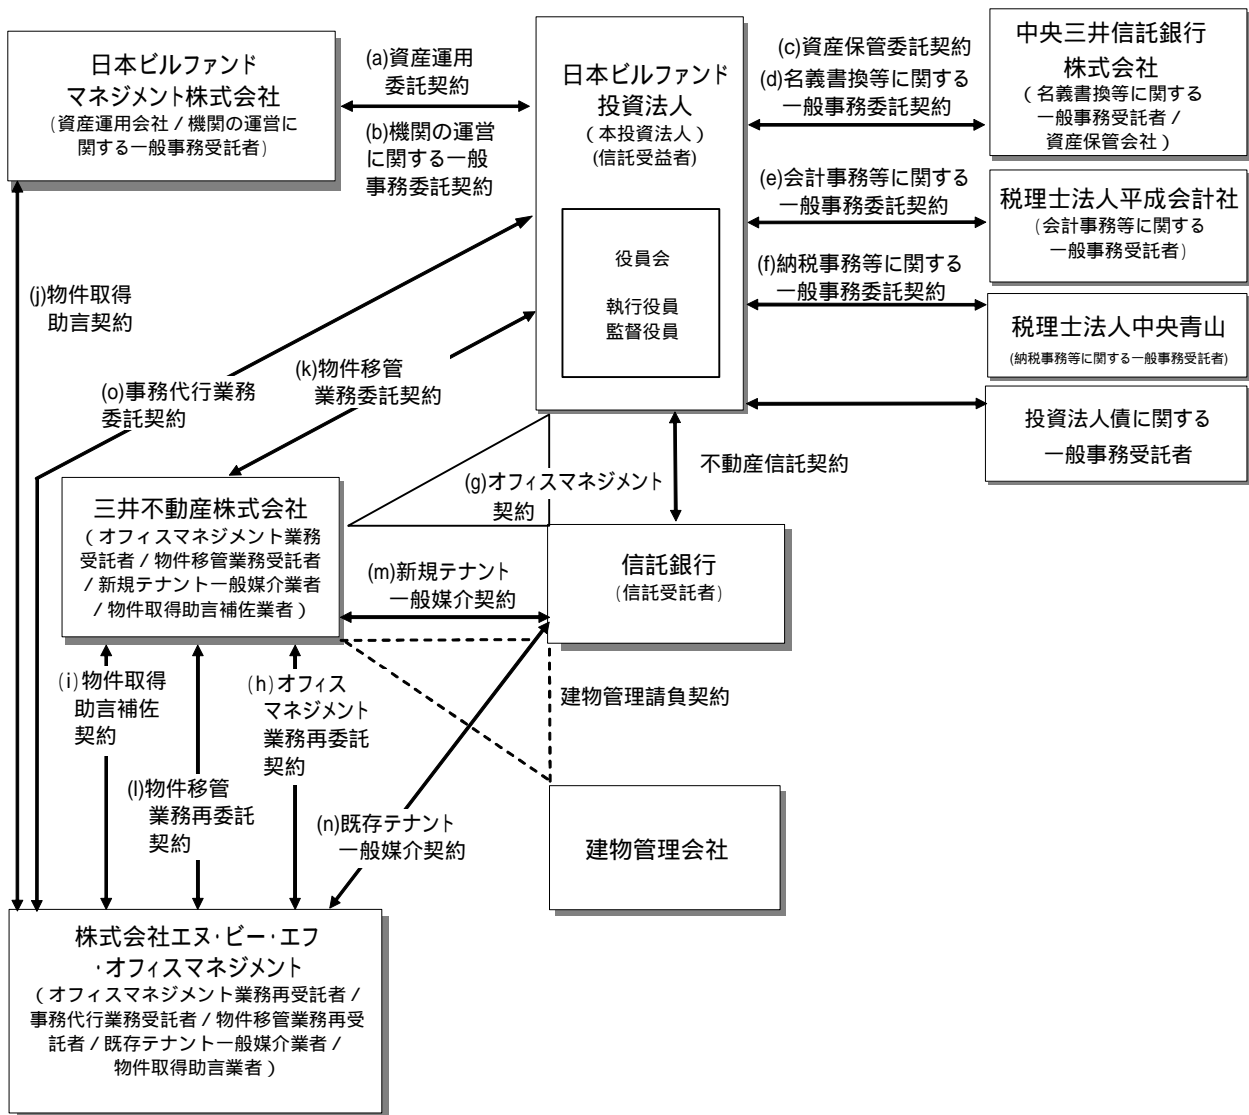 日本ビルファンド
マネジメント株式会社
(資産運用会社/機関の運営に
関する一般事務受託者)
(a)資産運用
委託契約
(b)機関の運営
に関する一般
事務委託契約
日本ビルファンド
投資法人
(本投資法人)
(信託受益者)
役員会
執行役員
監督役員
(c)資産保管委託契約
(d)名義書換等に関する
一般事務委託契約
中央三井信託銀行
株式会社
(名義書換等に関する
一般事務受託者/
資産保管会社)
(e)会計事務等に関する
一般事務委託契約
税理士法人平成会計社
(会計事務等に関する
一般事務受託者)
(f)納税事務等に関する
一般事務委託契約
税理士法人中央青山
(納税事務等に関する一般事務受託者)
投資法人債に関する
一般事務受託者
(j)物件取得
助言契約
(o)事務代行業務
委託契約
(k)物件移管
業務委託契約
(g)オフィスマネジメント
契約
不動産信託契約
三井不動産株式会社
(オフィスマネジメント業務
受託者/物件移管業務受託者
/新規テナント一般媒介業者
/物件取得助言補佐業者)
(m)新規テナント
一般媒介契約
信託銀行
(信託受託者)
(i)物件取得
助言補佐
契約
(l)物件移管
業務再委託
契約
(h)オフィス
マネジメント
業務再委託
契約
(n)既存テナント
一般媒介契約
建物管理請負契約
建物管理会社
株式会社エヌ・ビー・エフ
・オフィスマネジメント
(オフィスマネジメント業務再受託者/
事務代行業務受託者/物件移管業務再受
託者/既存テナント一般媒介業者/
物件取得助言業者)